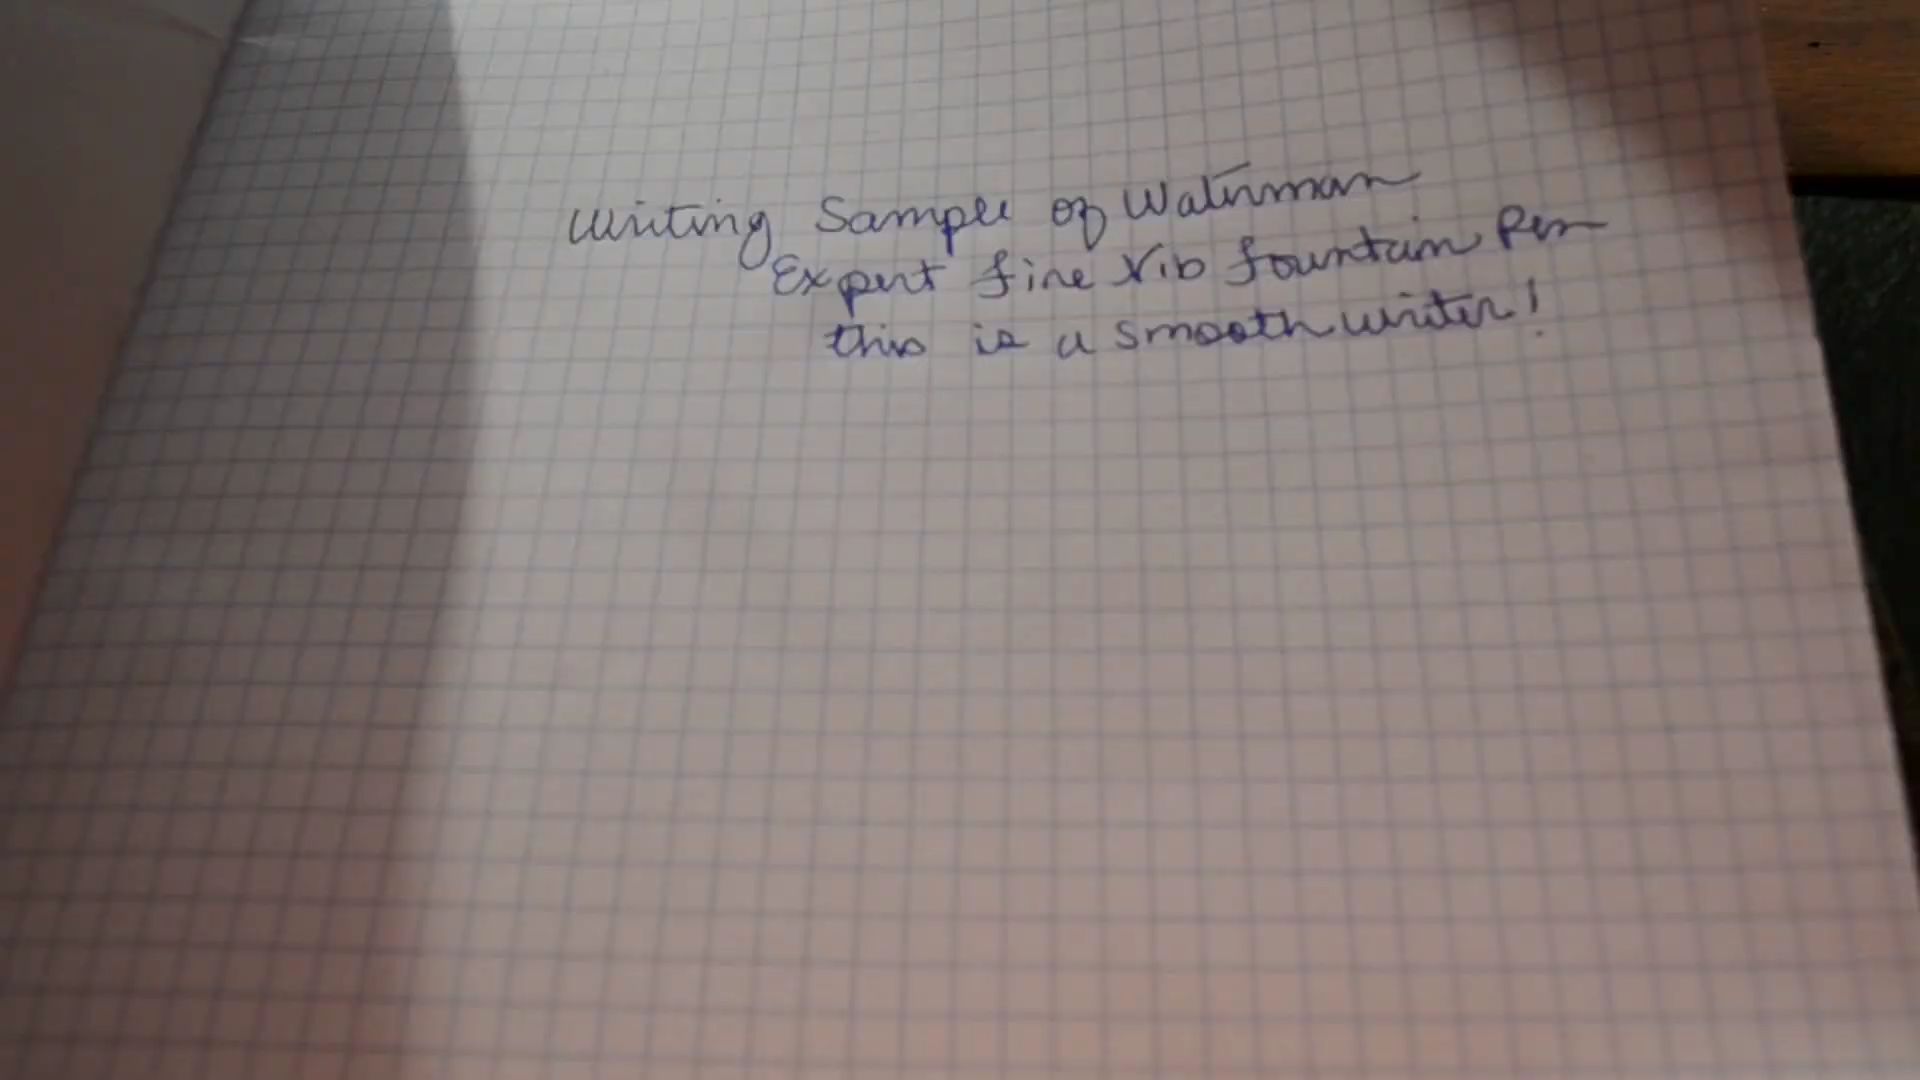 Writing Sample of Waterman
Expert fine Nib fountain Pen
this is a smooth writer!